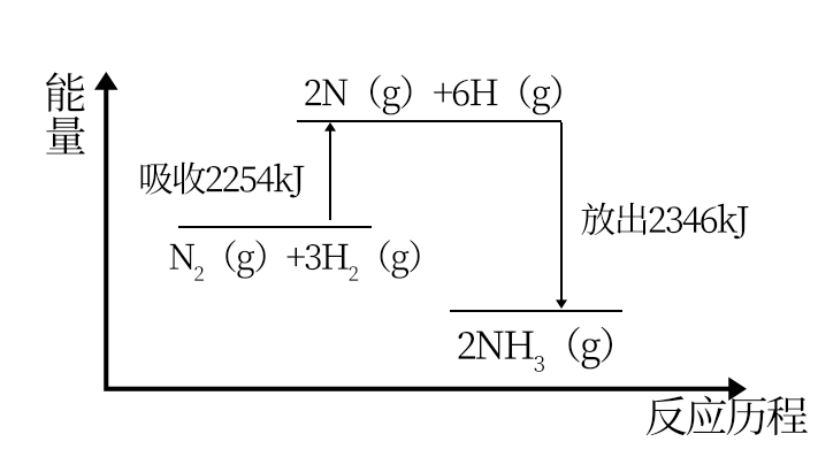 能量
2N（g）+6H（g）
吸收2254kJ
放出2346kJ
N₂（g）+3H₂（g）
2NH₃（g）
反应历程